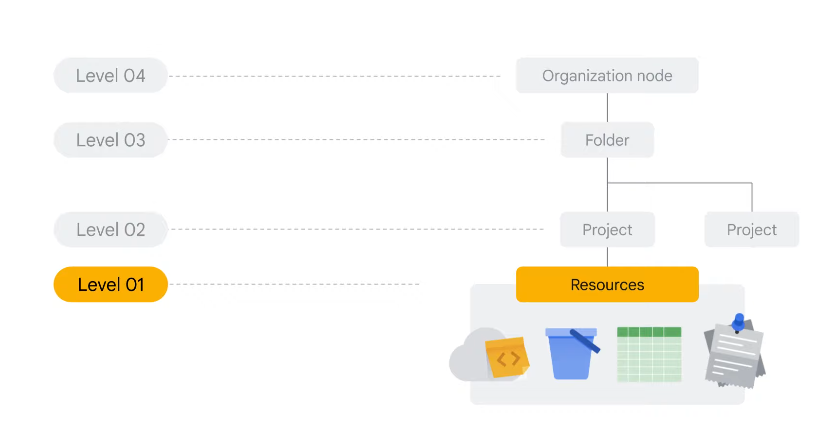 Level 04
Organization node
Level 03
Folder
Level 02
Project
Project
Level 01
Resources
<>